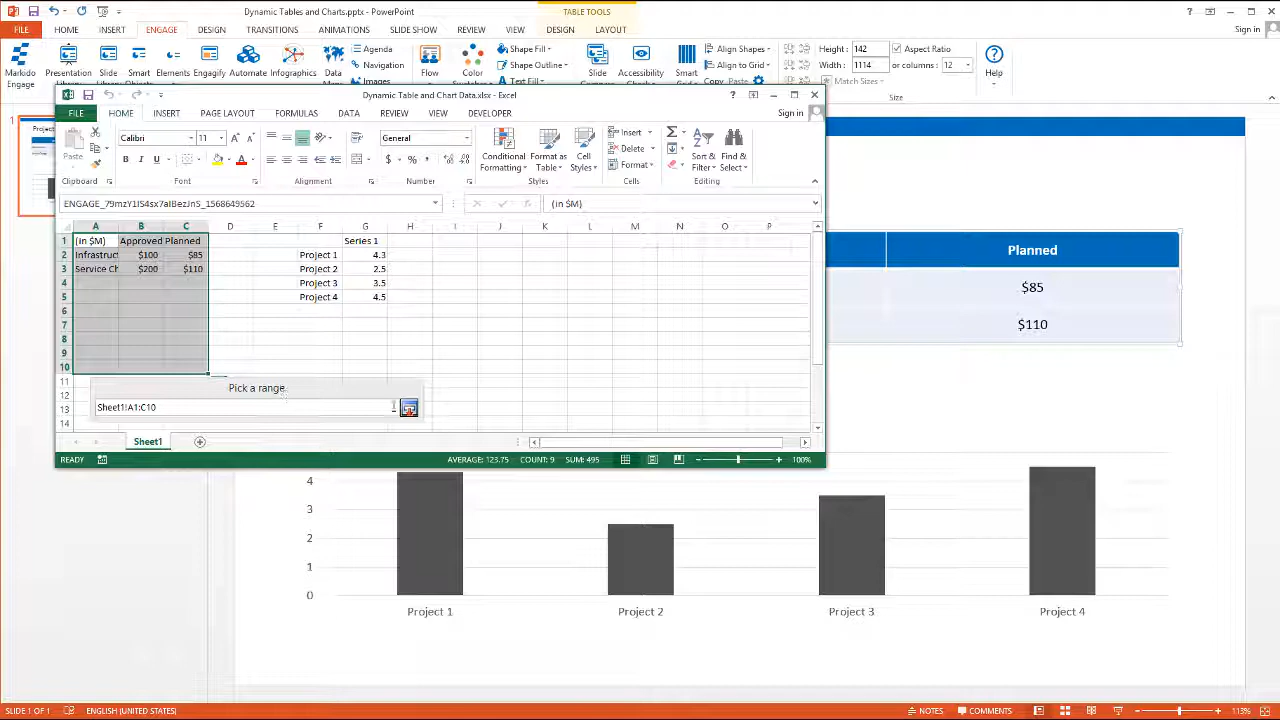 Dynamic Tables and Charts.pptx - PowerPoint
TABLE TOOLS
Sign in
FILE HOME INSERT ENGAGE DESIGN TRANSITIONS ANIMATIONS SLIDE SHOW REVIEW VIEW DESIGN LAYOUT
Markido Engage
Presentation
Slide
Smart
Elements
Engagify
Automate
Infographics
Data
Agenda
Navigation
Images
Flow
Color
Shape Fill
Shape Outline
Text Fill
Slide
Accessibility
Smart
Align Shapes
Align to Grid
Copy Paste
Height: 142
Width: 1114
Aspect Ratio
or columns: 12
Match Sizes
Size
Help
Dynamic Table and Chart Data.xlsx - Excel
Sign in
FILE HOME INSERT PAGE LAYOUT FORMULAS DATA REVIEW VIEW DEVELOPER
Paste
Clipboard
Calibri 11
Font
Alignment
General
Number
Conditional Formatting
Format as Table
Cell Styles
Styles
Insert
Delete
Format
Cells
Sort & Filter
Find & Select
Editing
(in $M)
A B C D E F G H I J K L M N O P
1 (in $M) Approved Planned Series 1
2 Infrastruct $100 $85 Project 1 4.3
3 Service Ch $200 $110 Project 2 2.5
4 Project 3 3.5
5 Project 4 4.5
6
7
8
9
10
11
12
13
14
Pick a range
Sheet1!A1:C10
Sheet1
READY AVERAGE: 123.75 COUNT: 9 SUM: 495 100%
1
Planned
$85
$110
4
3
2
1
0
Project 1 Project 2 Project 3 Project 4
SLIDE 1 OF 1 ENGLISH (UNITED STATES) NOTES COMMENTS 113%